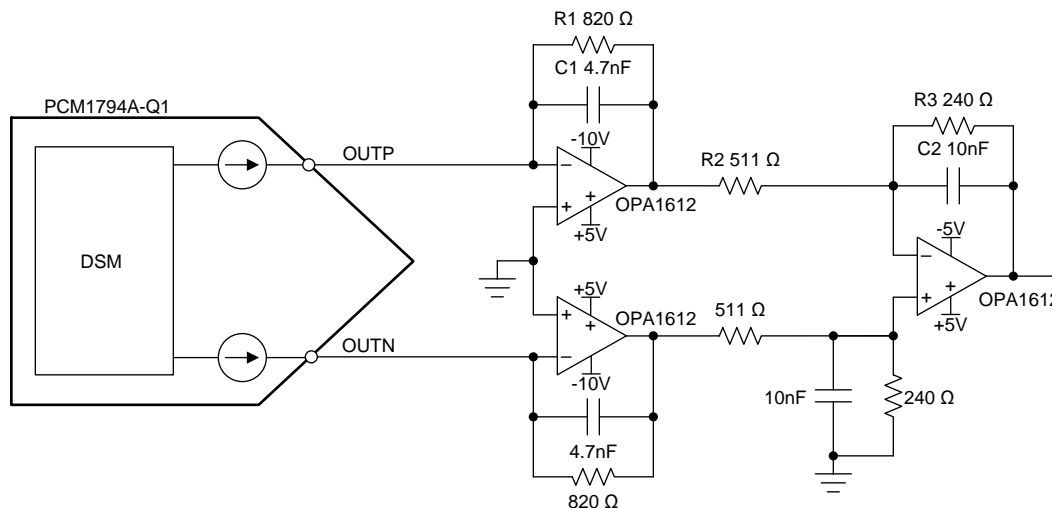 R1 820 Ω
C1 4.7nF
PCM1794A-Q1
R3 240 Ω
C2 10nF
-10V
OUTP
R2 511 Ω
−
+
+
OPA1612
+5V
-5V
DSM
−
+
+
OPA1612
+5V
+5V
OPA1612
511 Ω
+
+
−
OUTN
-10V
10nF
240 Ω
4.7nF
820 Ω